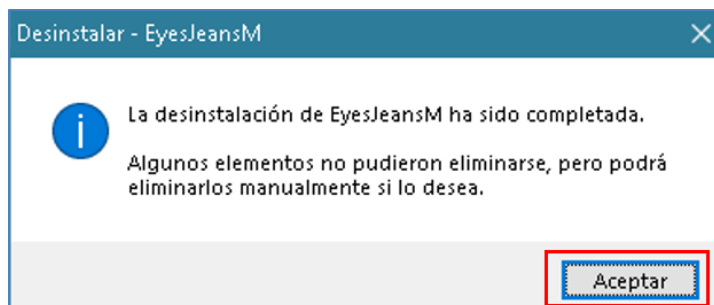 Desinstalar - EyesJeansM
La desinstalación de EyesJeansM ha sido completada.
Algunos elementos no pudieron eliminarse, pero podrá
eliminarlos manualmente si lo desea.
Aceptar